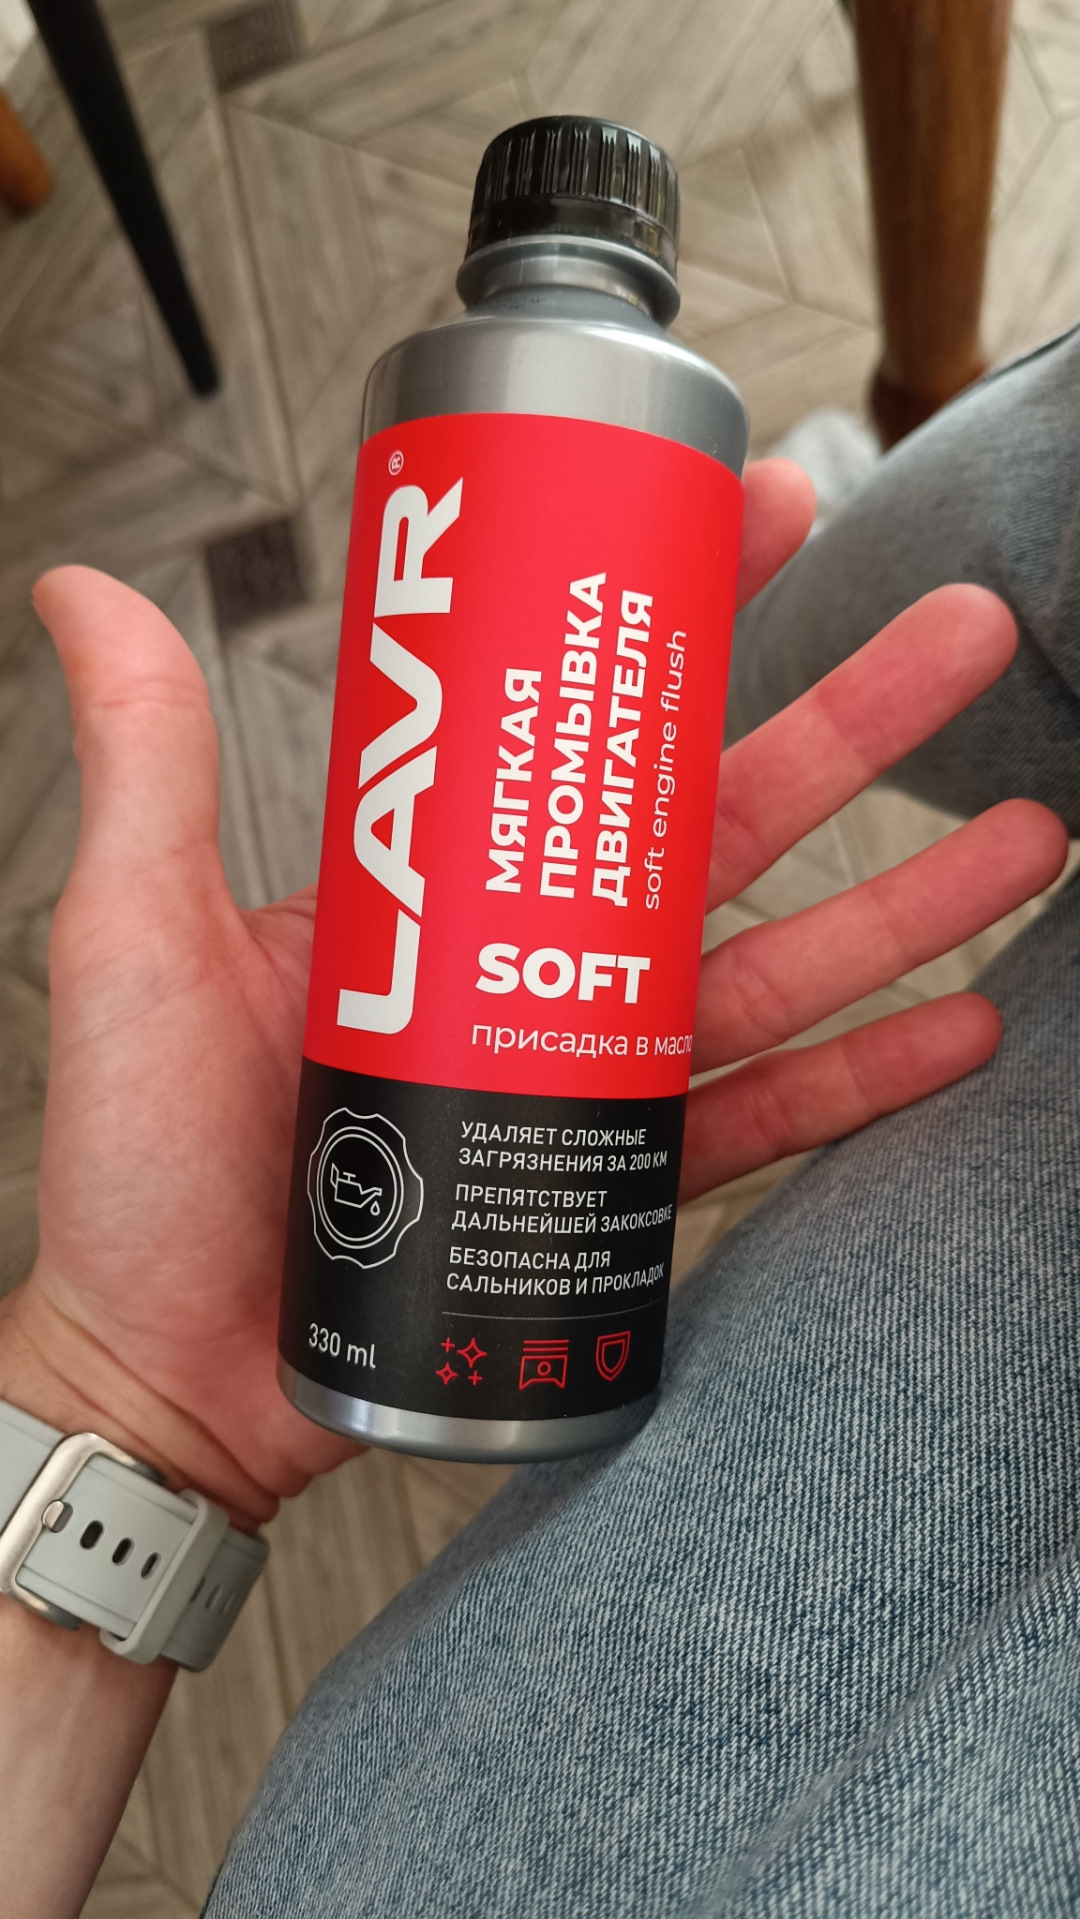 LAVR®
МЯГКАЯ
ПРОМЫВКА
ДВИГАТЕЛЯ
soft engine flush
SOFT
присадка в масло
УДАЛЯЕТ СЛОЖНЫЕ
ЗАГРЯЗНЕНИЯ ЗА 200 КМ
ПРЕПЯТСТВУЕТ
ДАЛЬНЕЙШЕЙ ЗАКОКСОВКЕ
БЕЗОПАСНА ДЛЯ
САЛЬНИКОВ И ПРОКЛАДОК
330 ml